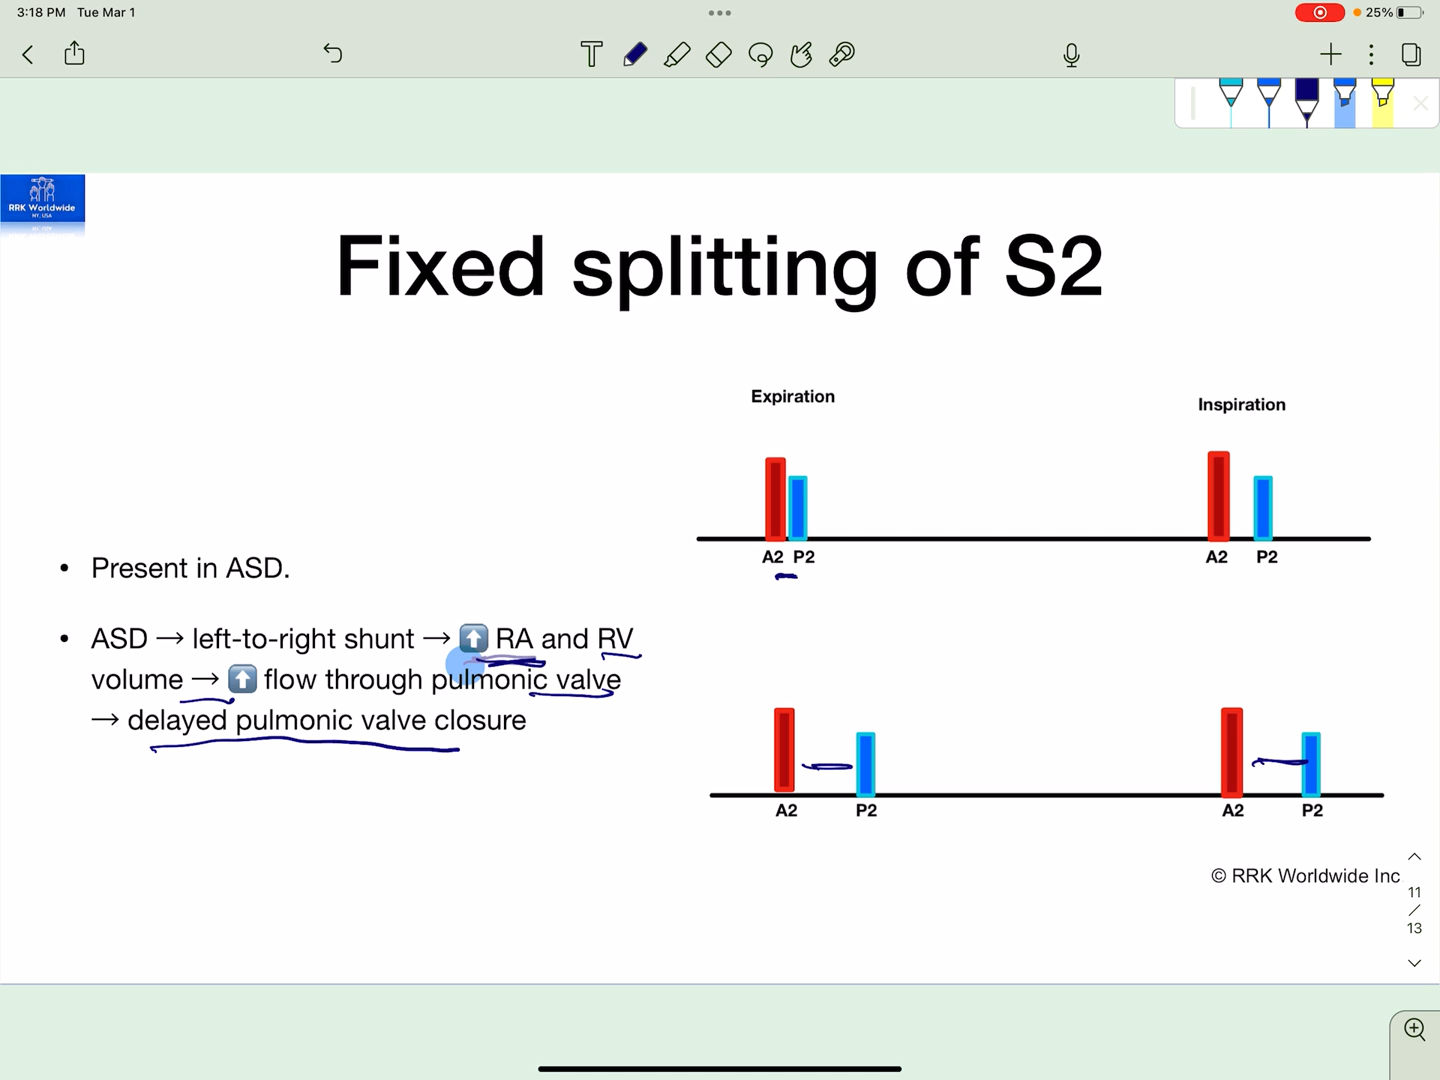 3:18 PM Tue Mar 1
25%
RRK Worldwide
NY, USA
Fixed splitting of S2
Expiration
Inspiration
A2 P2
A2 P2
• Present in ASD.
• ASD → left-to-right shunt → ⬆ RA and RV
volume → ⬆ flow through pulmonic valve
→ delayed pulmonic valve closure
A2 P2
A2 P2
© RRK Worldwide Inc
11
/
13